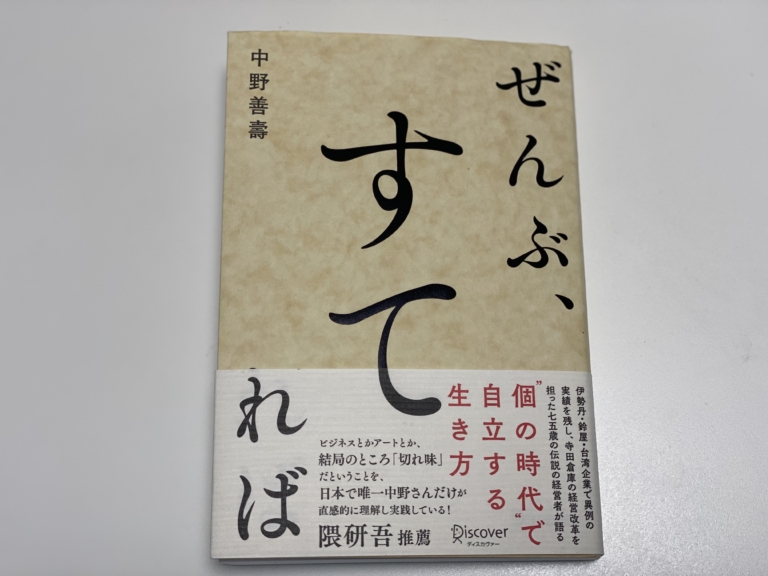 ぜんぶ、
すて
れば
中野善壽
伊勢丹・鈴屋・台湾企業で異例の
実績を残し、寺田倉庫の経営改革を
担った七五歳の伝説の経営者が語る
"個の時代"で
自立する
生き方
ビジネスとかアートとか、
結局のところ「切れ味」
だということを、
日本で唯一中野さんだけが
直感的に理解し実践している!
隈研吾 推薦
Discover
ディスカヴァー